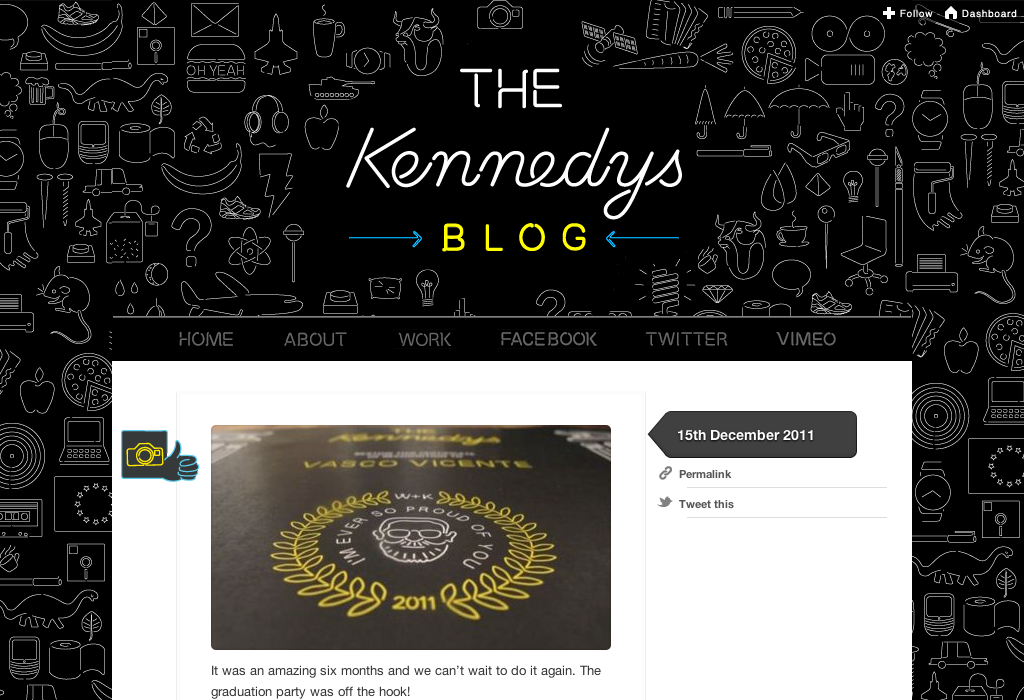 Follow
Dashboard
OH YEAH
THE
Kennedys
BLOG
HOME ABOUT WORK FACEBOOK TWITTER VIMEO
15th December 2011
Permalink
Tweet this
THE
Kennedys
VASCO VICENTE
W+K
I'M EVER SO PROUD OF YOU
2011
It was an amazing six months and we can’t wait to do it again. The
graduation party was off the hook!